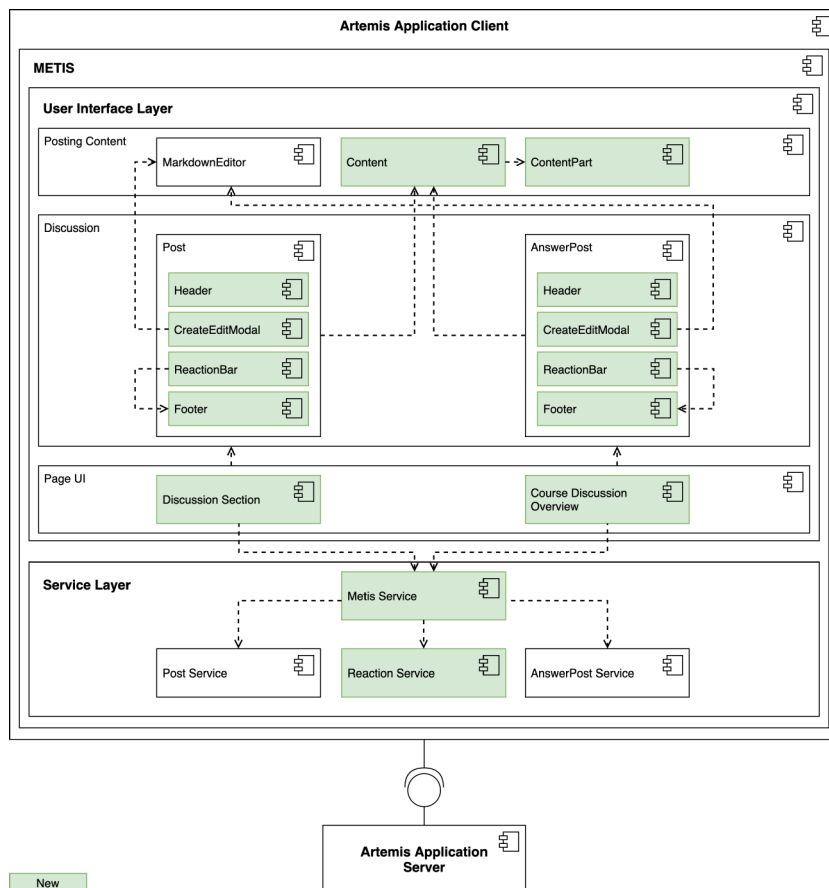 Artemis Application Client
METIS
User Interface Layer
Posting Content
MarkdownEditor
Content
ContentPart
Discussion
Post
Header
CreateEditModal
ReactionBar
Footer
AnswerPost
Header
CreateEditModal
ReactionBar
Footer
Page UI
Discussion Section
Course Discussion
Overview
Service Layer
Metis Service
Post Service
Reaction Service
AnswerPost Service
Artemis Application
Server
New